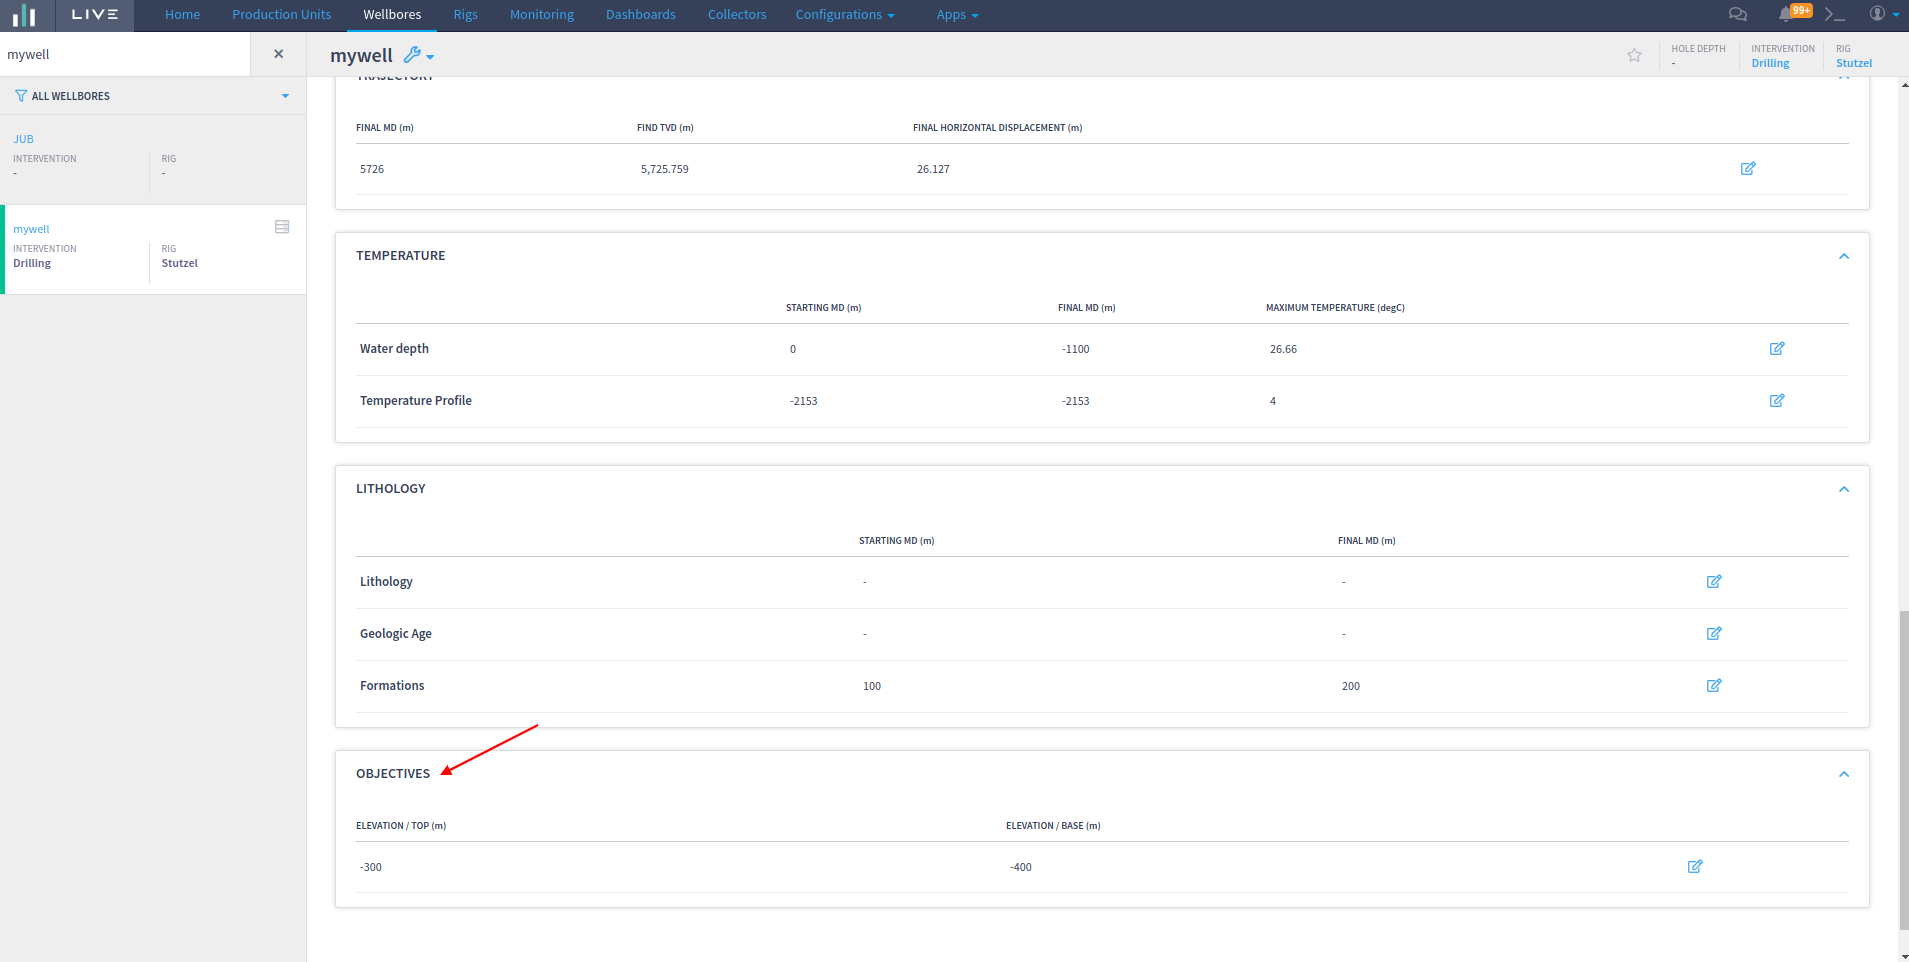 LIVE Home Production Units Wellbores Rigs Monitoring Dashboards Collectors Configurations Apps 99+
mywell
mywell
HOLE DEPTH
-
INTERVENTION
Drilling
RIG
Stutzel
ALL WELLBORES
JUB
INTERVENTION RIG
- -
mywell
INTERVENTION RIG
Drilling Stutzel
TRAJECTORY
FINAL MD (m) FIND TVD (m) FINAL HORIZONTAL DISPLACEMENT (m)
5726 5,725.759 26.127
TEMPERATURE
STARTING MD (m) FINAL MD (m) MAXIMUM TEMPERATURE (degC)
Water depth 0 -1100 26.66
Temperature Profile -2153 -2153 4
LITHOLOGY
STARTING MD (m) FINAL MD (m)
Lithology - -
Geologic Age - -
Formations 100 200
OBJECTIVES
ELEVATION / TOP (m) ELEVATION / BASE (m)
-300 -400